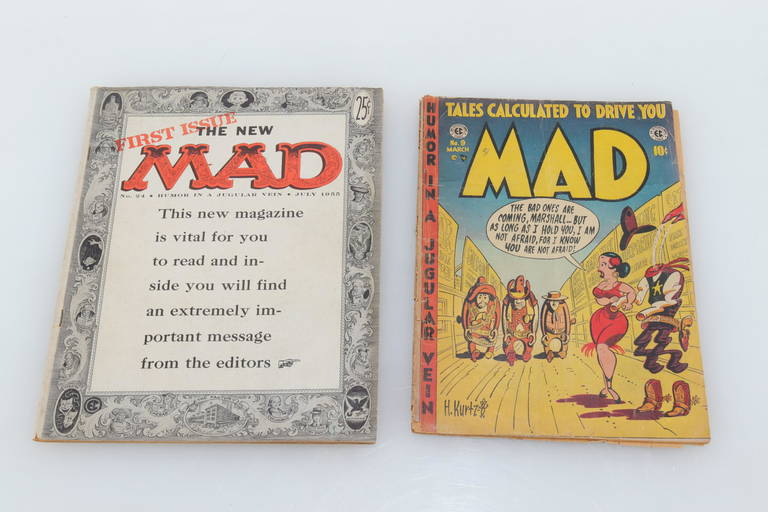 25¢
FIRST ISSUE
THE NEW
MAD
No. 24 • HUMOR IN A JUGULAR VEIN • JULY 1955
This new magazine
is vital for you
to read and in-
side you will find
an extremely im-
portant message
from the editors
TALES CALCULATED TO DRIVE YOU
MAD
No. 9
MARCH
10¢
HUMOR IN A JUGULAR VEIN
THE BAD ONES ARE
COMING, MARSHALL... BUT
AS LONG AS I HOLD YOU, I AM
NOT AFRAID, FOR I KNOW
YOU ARE NOT AFRAID!
H. Kurtz